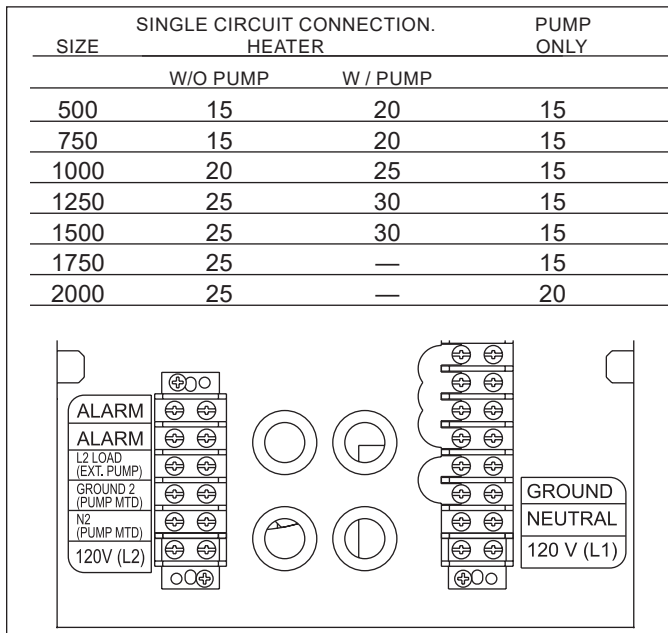 SINGLE CIRCUIT CONNECTION. PUMP
SIZE HEATER ONLY
W/O PUMP W / PUMP
500 15 20 15
750 15 20 15
1000 20 25 15
1250 25 30 15
1500 25 30 15
1750 25 — 15
2000 25 — 20
ALARM
ALARM
L2 LOAD
(EXT. PUMP)
GROUND 2
(PUMP MTD)
N2
(PUMP MTD)
120V (L2)
GROUND
NEUTRAL
120 V (L1)